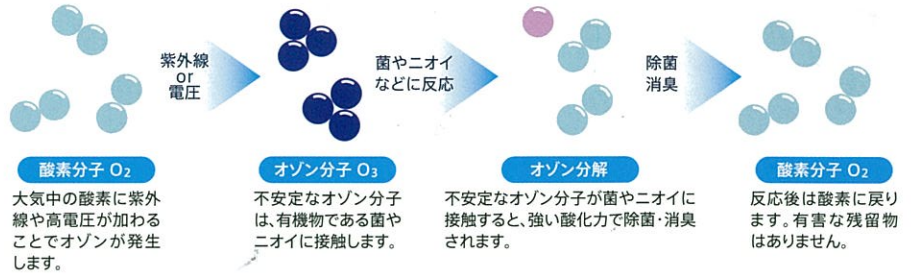 紫外線
or
電圧
菌やニオイ
などに反応
除菌
消臭
酸素分子 O₂
大気中の酸素に紫外
線や高電圧が加わる
ことでオゾンが発生
します。
オゾン分子 O₃
不安定なオゾン分子
は、有機物である菌や
ニオイに接触します。
オゾン分解
不安定なオゾン分子が菌やニオイに
接触すると、強い酸化力で除菌・消臭
されます。
酸素分子 O₂
反応後は酸素に戻り
ます。有害な残留物
はありません。